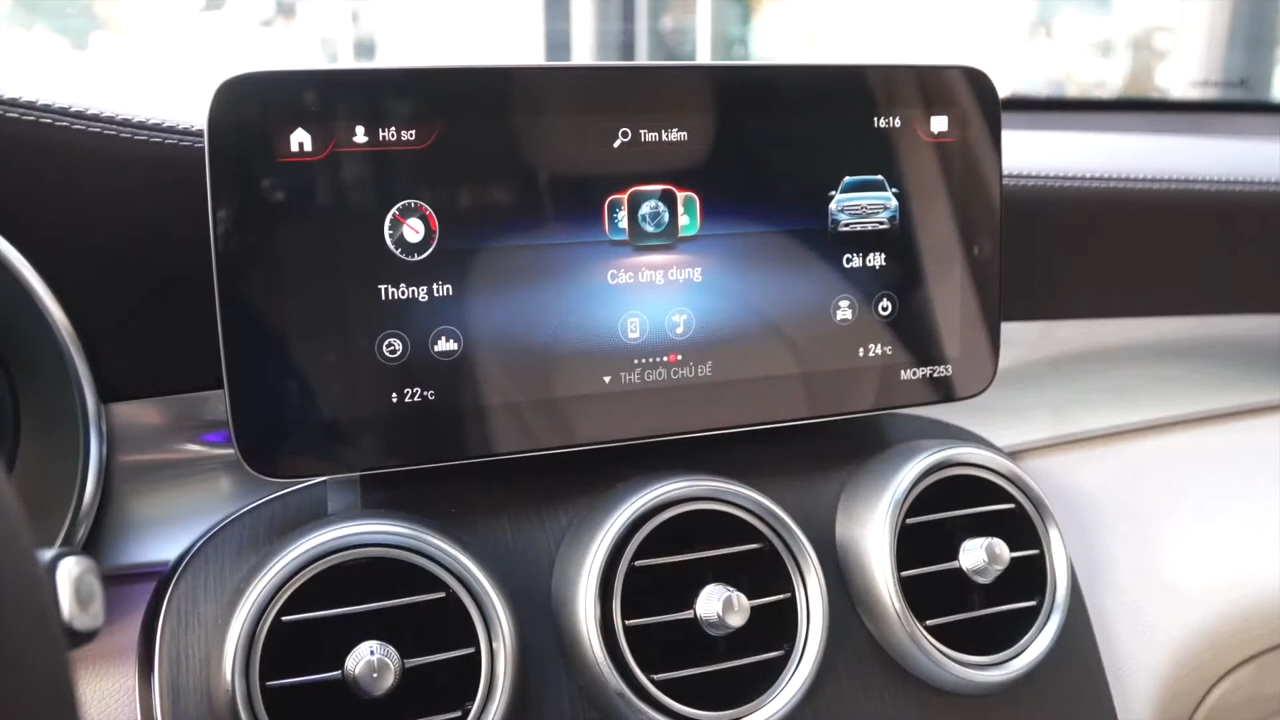 Hồ sơ
Tìm kiếm
16:16
Thông tin
Các ứng dụng
Cài đặt
22°C
24°C
THẾ GIỚI CHỦ ĐỀ
MOPF253